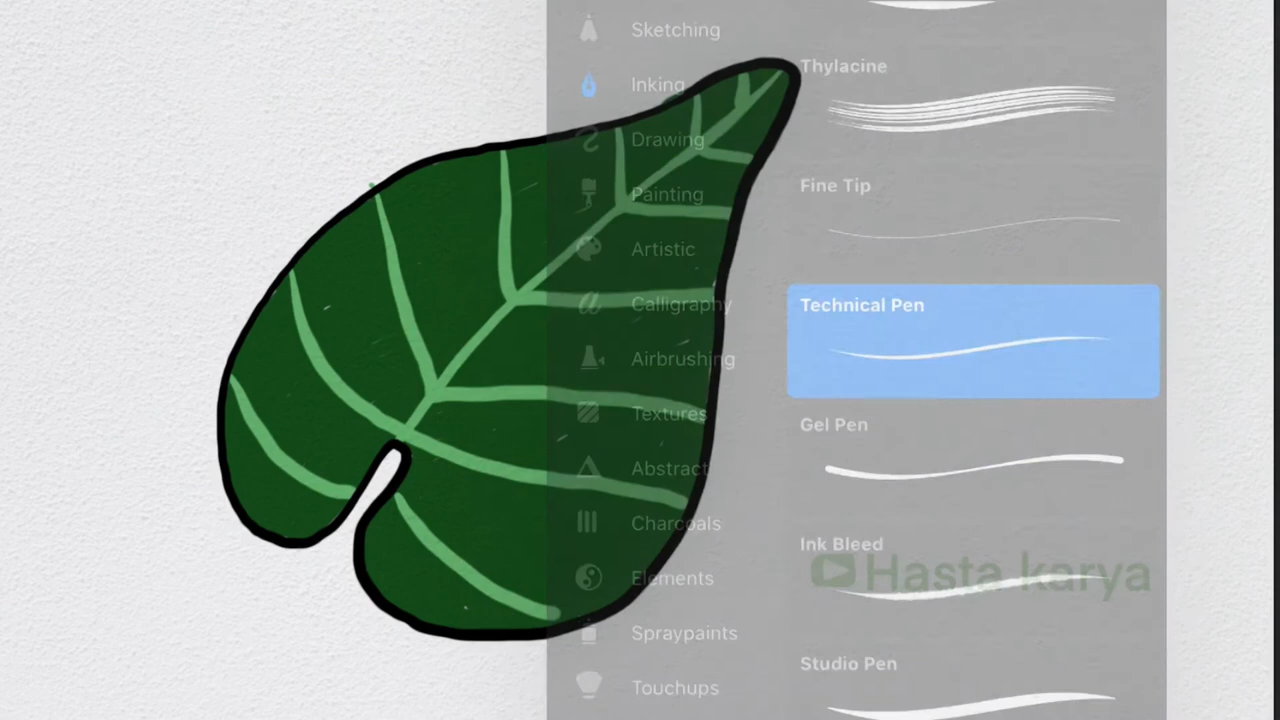 Sketching
Inking
Drawing
Painting
Artistic
Calligraphy
Airbrushing
Textures
Abstract
Charcoals
Elements
Spraypaints
Touchups
Thylacine
Fine Tip
Technical Pen
Gel Pen
Ink Bleed
Hasta karya
Studio Pen